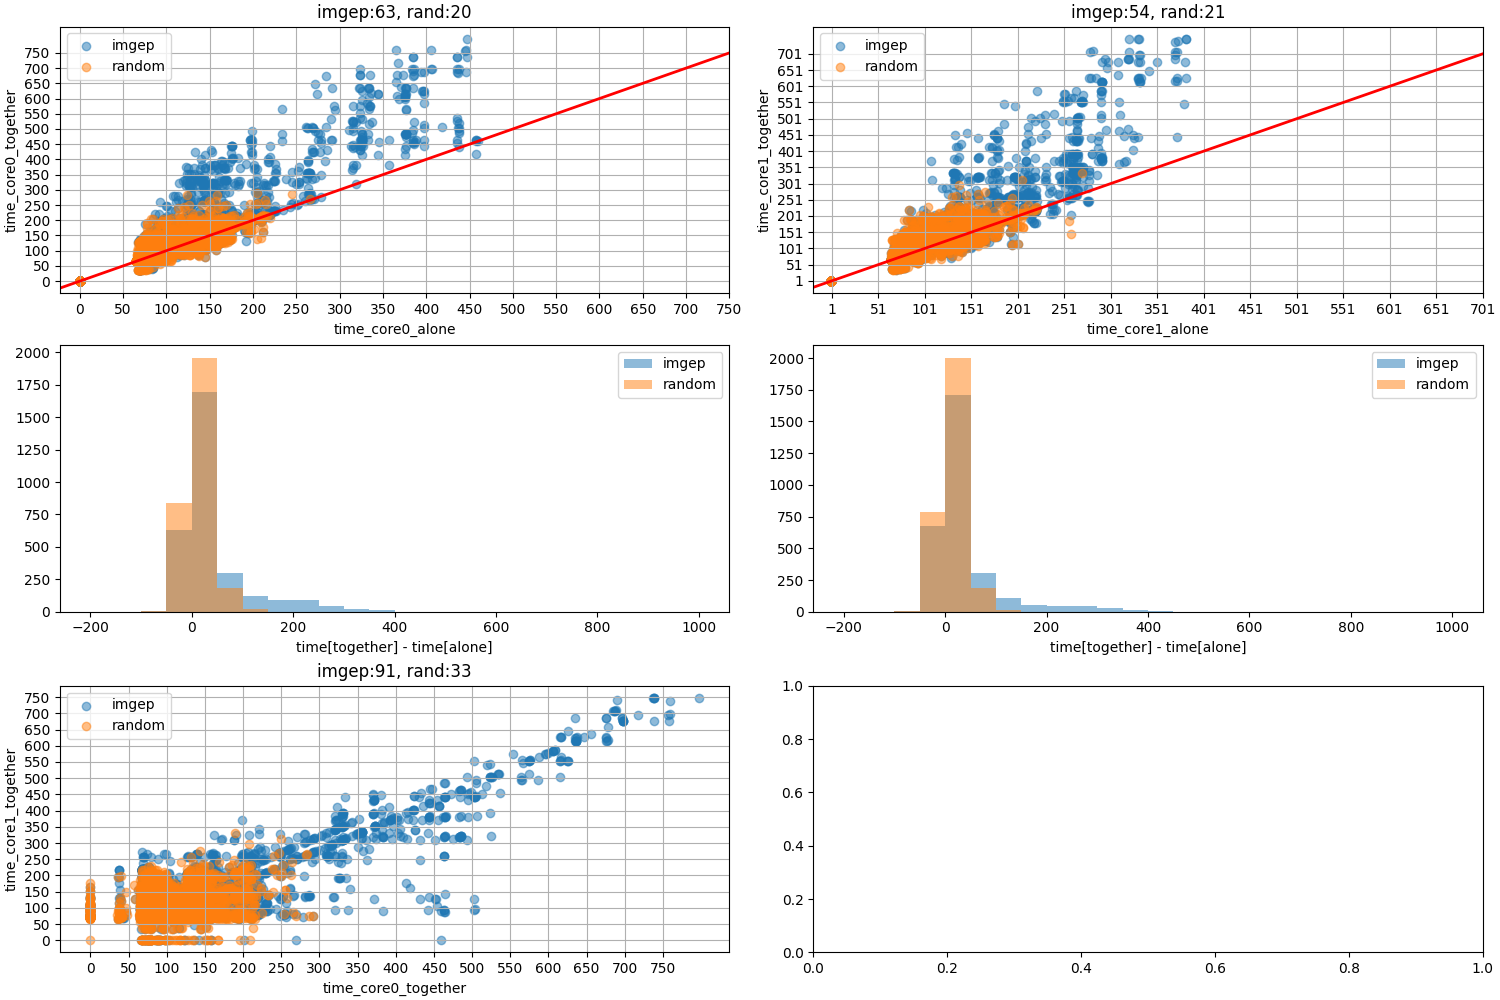 imgep:63, rand:20
imgep
random
750
700
650
600
550
500
450
400
350
300
250
200
150
100
50
0
time_core0_together
0 50 100 150 200 250 300 350 400 450 500 550 600 650 700 750
time_core0_alone
imgep:54, rand:21
imgep
random
701
651
601
551
501
451
401
351
301
251
201
151
101
51
1
time_core1_together
1 51 101 151 201 251 301 351 401 451 501 551 601 651 701
time_core1_alone
imgep
random
2000
1750
1500
1250
1000
750
500
250
0
−200 0 200 400 600 800 1000
time[together] - time[alone]
imgep
random
2000
1750
1500
1250
1000
750
500
250
0
−200 0 200 400 600 800 1000
time[together] - time[alone]
imgep:91, rand:33
imgep
random
750
700
650
600
550
500
450
400
350
300
250
200
150
100
50
0
time_core1_together
0 50 100 150 200 250 300 350 400 450 500 550 600 650 700 750
time_core0_together
1.0
0.8
0.6
0.4
0.2
0.0
0.0 0.2 0.4 0.6 0.8 1.0